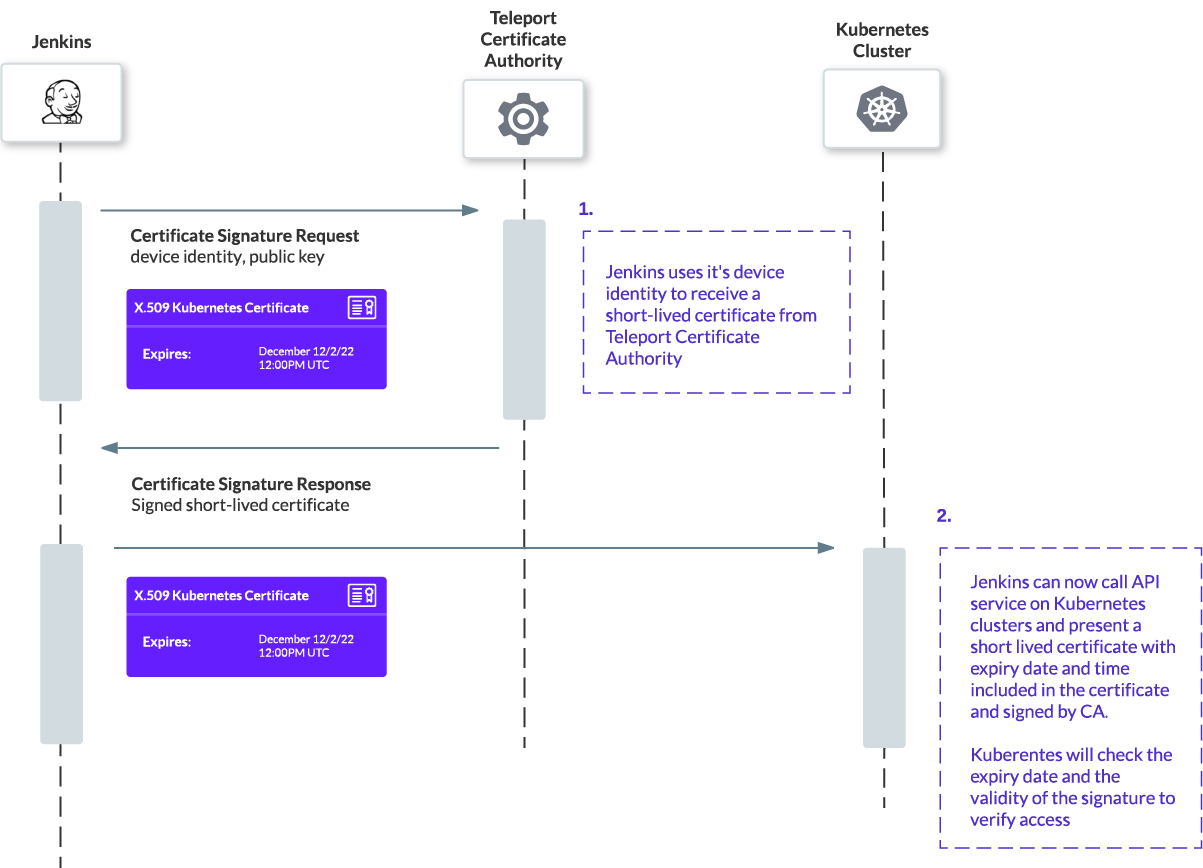 Jenkins
Teleport
Certificate
Authority
Kubernetes
Cluster
1.
Certificate Signature Request
device identity, public key
Jenkins uses it's device
identity to receive a
short-lived certificate from
Teleport Certificate
Authority
X.509 Kubernetes Certificate
Expires:
December 12/2/22
12:00PM UTC
Certificate Signature Response
Signed short-lived certificate
2.
X.509 Kubernetes Certificate
Expires:
December 12/2/22
12:00PM UTC
Jenkins can now call API
service on Kubernetes
clusters and present a
short lived certificate with
expiry date and time
included in the certificate
and signed by CA.
Kuberentes will check the
expiry date and the
validity of the signature to
verify access